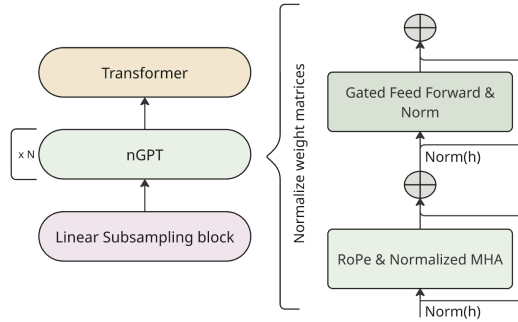 Transformer
x N
nGPT
Linear Subsampling block
Normalize weight matrices
Gated Feed Forward &
Norm
Norm(h)
RoPe & Normalized MHA
Norm(h)